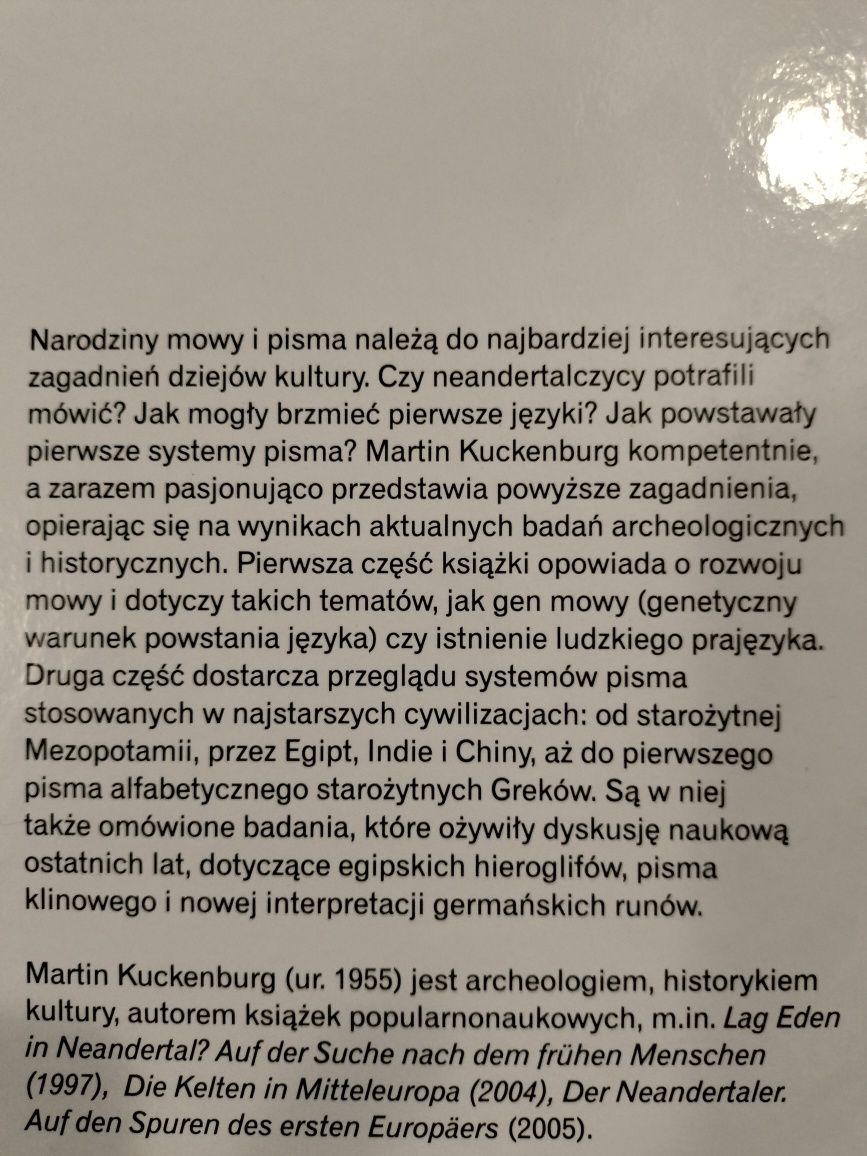 Narodziny mowy i pisma należą do najbardziej interesujących
zagadnień dziejów kultury. Czy neandertalczycy potrafili
mówić? Jak mogły brzmieć pierwsze języki? Jak powstawały
pierwsze systemy pisma? Martin Kuckenburg kompetentnie,
a zarazem pasjonująco przedstawia powyższe zagadnienia,
opierając się na wynikach aktualnych badań archeologicznych
i historycznych. Pierwsza część książki opowiada o rozwoju
mowy i dotyczy takich tematów, jak gen mowy (genetyczny
warunek powstania języka) czy istnienie ludzkiego prajęzyka.
Druga część dostarcza przeglądu systemów pisma
stosowanych w najstarszych cywilizacjach: od starożytnej
Mezopotamii, przez Egipt, Indie i Chiny, aż do pierwszego
pisma alfabetycznego starożytnych Greków. Są w niej
także omówione badania, które ożywiły dyskusję naukową
ostatnich lat, dotyczące egipskich hieroglifów, pisma
klinowego i nowej interpretacji germańskich runów.
Martin Kuckenburg (ur. 1955) jest archeologiem, historykiem
kultury, autorem książek popularnonaukowych, m.in. Lag Eden
in Neandertal? Auf der Suche nach dem frühen Menschen
(1997), Die Kelten in Mitteleuropa (2004), Der Neandertaler.
Auf den Spuren des ersten Europäers (2005).